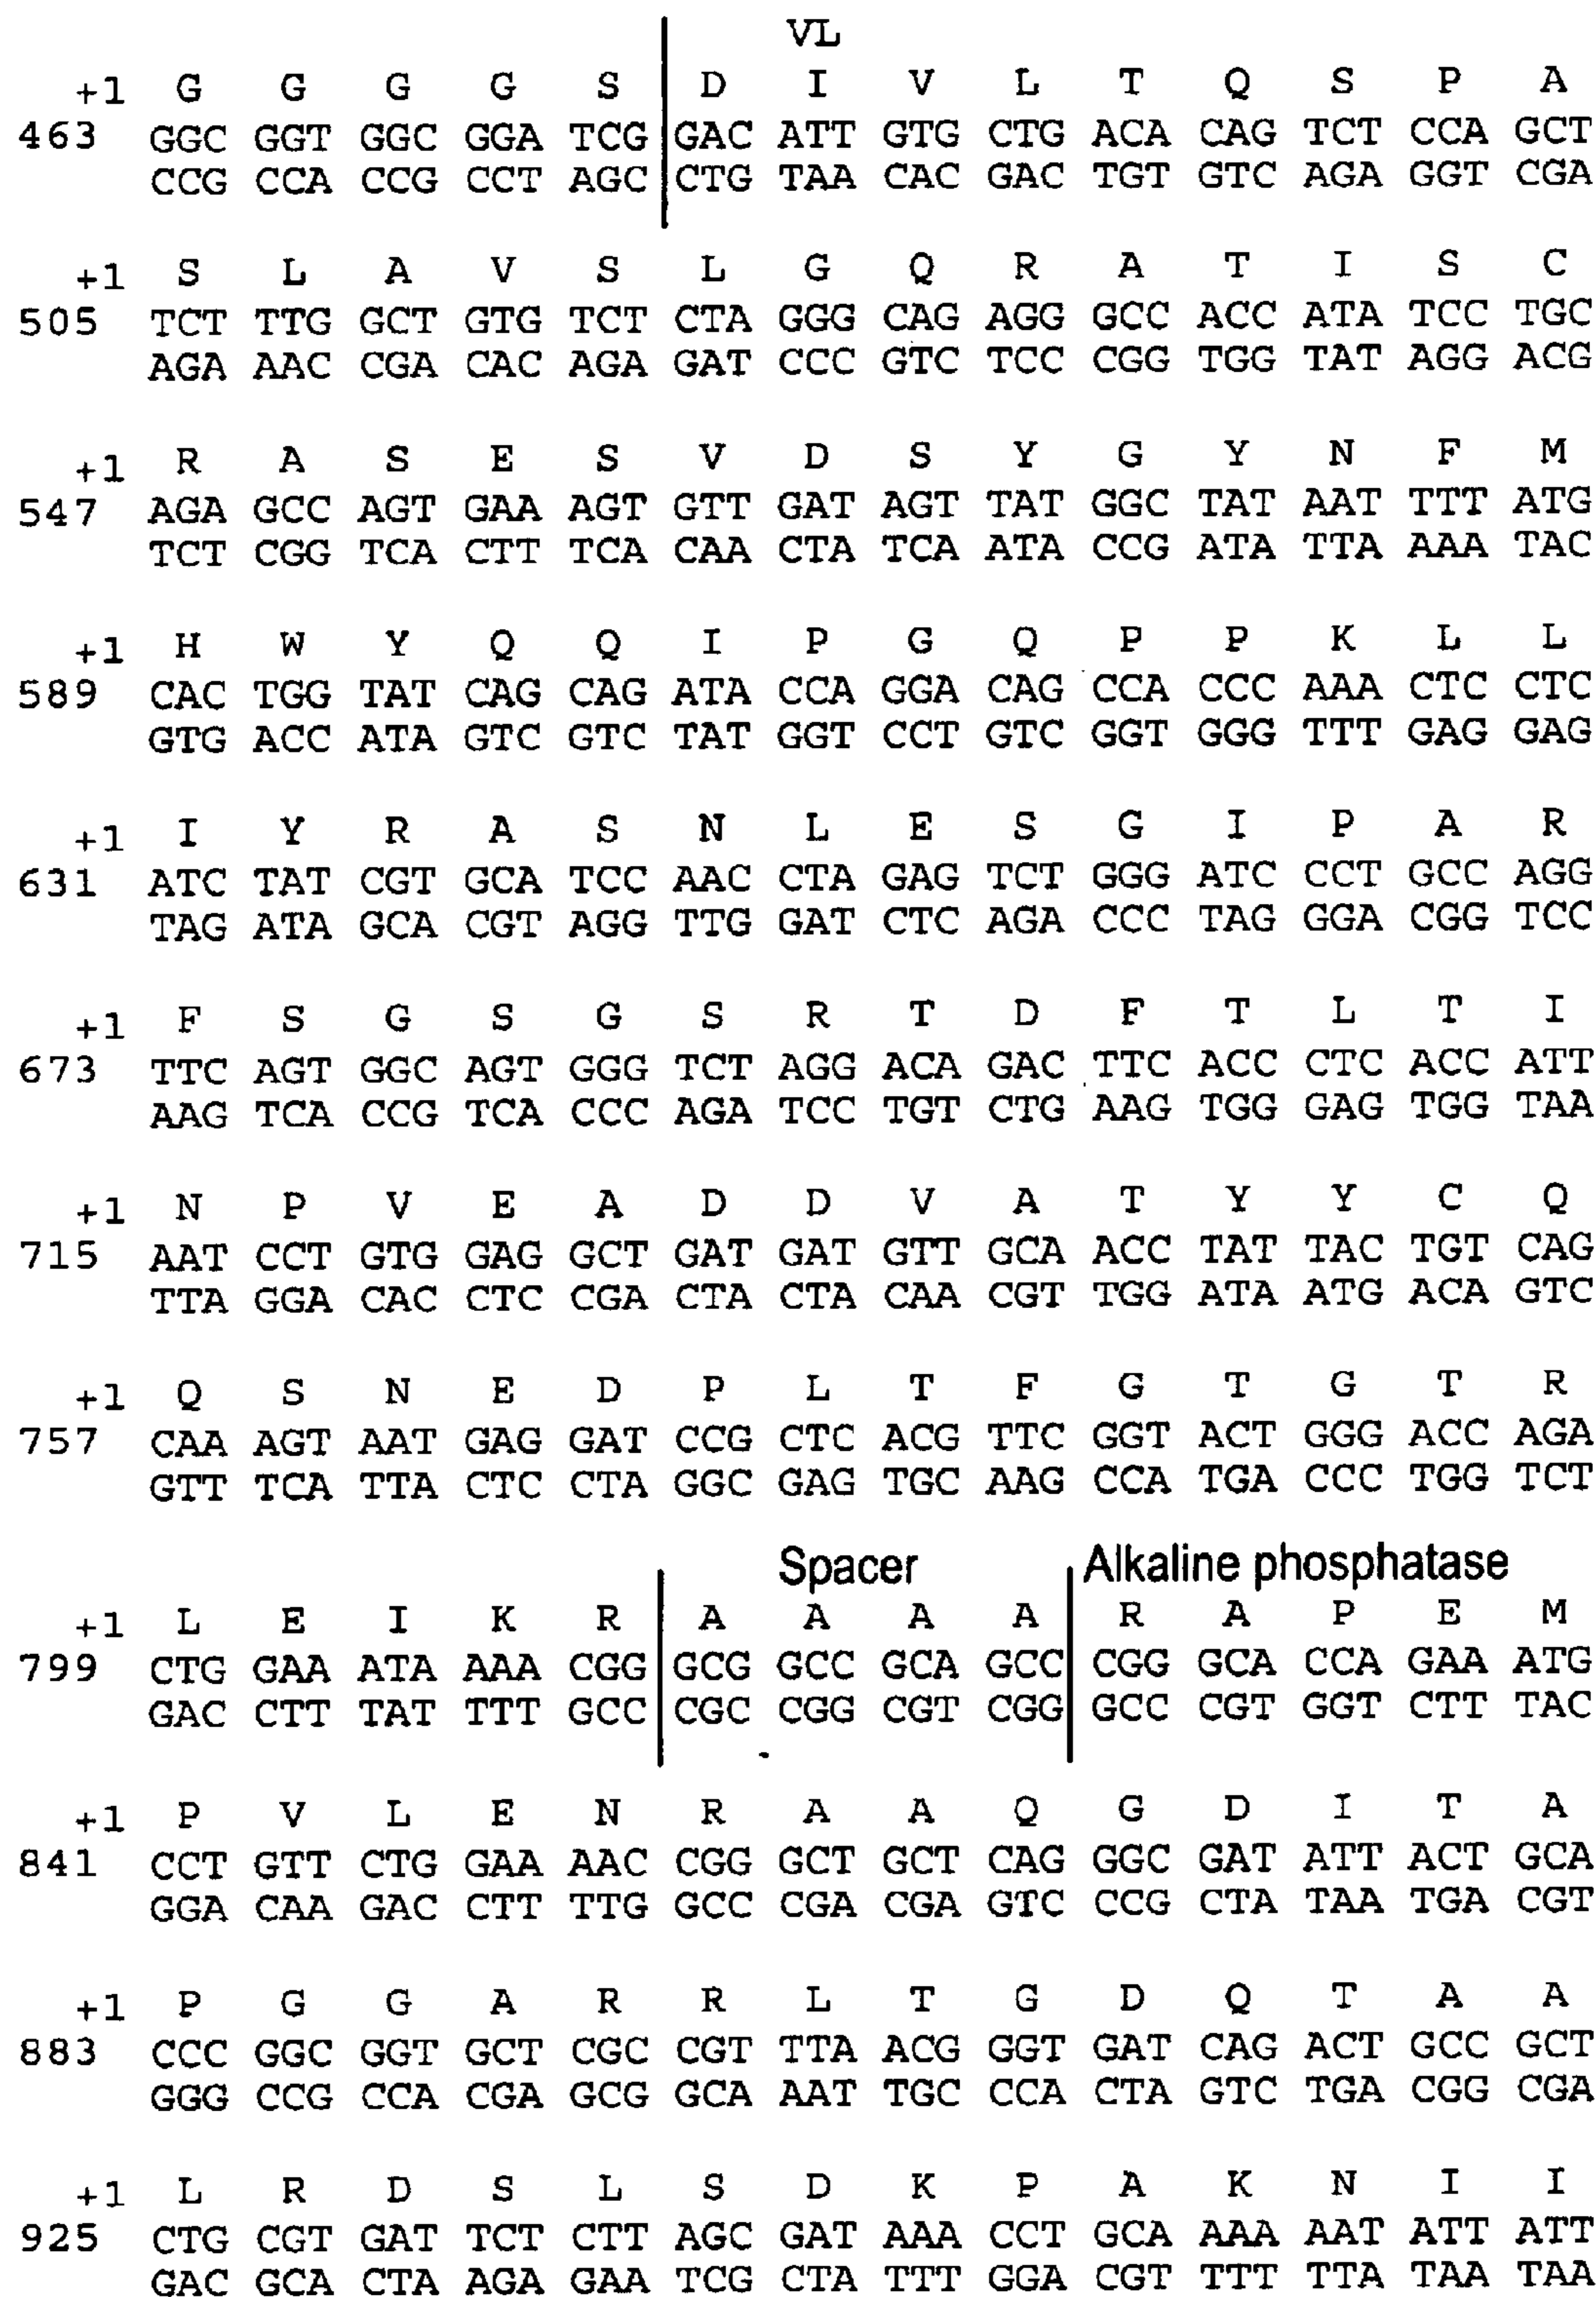 VL
+1 G G G G S D I V L T Q S P A
463 GGC GGT GGC GGA TCG GAC ATT GTG CTG ACA CAG TCT CCA GCT
CCG CCA CCG CCT AGC CTG TAA CAC GAC TGT GTC AGA GGT CGA
+1 S L A V S L G Q R A T I S C
505 TCT TTG GCT GTG TCT CTA GGG CAG AGG GCC ACC ATA TCC TGC
AGA AAC CGA CAC AGA GAT CCC GTC TCC CGG TGG TAT AGG ACG
+1 R A S E S V D S Y G Y N F M
547 AGA GCC AGT GAA AGT GTT GAT AGT TAT GGC TAT AAT TTT ATG
TCT CGG TCA CTT TCA CAA CTA TCA ATA CCG ATA TTA AAA TAC
+1 H W Y Q Q I P G Q P P K L L
589 CAC TGG TAT CAG CAG ATA CCA GGA CAG CCA CCC AAA CTC CTC
GTG ACC ATA GTC GTC TAT GGT CCT GTC GGT GGG TTT GAG GAG
+1 I Y R A S N L E S G I P A R
631 ATC TAT CGT GCA TCC AAC CTA GAG TCT GGG ATC CCT GCC AGG
TAG ATA GCA CGT AGG TTG GAT CTC AGA CCC TAG GGA CGG TCC
+1 F S G S G S R T D F T L T I
673 TTC AGT GGC AGT GGG TCT AGG ACA GAC TTC ACC CTC ACC ATT
AAG TCA CCG TCA CCC AGA TCC TGT CTG AAG TGG GAG TGG TAA
+1 N P V E A D D V A T Y Y C Q
715 AAT CCT GTG GAG GCT GAT GAT GTT GCA ACC TAT TAC TGT CAG
TTA GGA CAC CTC CGA CTA CTA CAA CGT TGG ATA ATG ACA GTC
+1 Q S N E D P L T F G T G T R
757 CAA AGT AAT GAG GAT CCG CTC ACG TTC GGT ACT GGG ACC AGA
GTT TCA TTA CTC CTA GGC GAG TGC AAG CCA TGA CCC TGG TCT
Spacer Alkaline phosphatase
+1 L E I K R A A A A R A P E M
799 CTG GAA ATA AAA CGG GCG GCC GCA GCC CGG GCA CCA GAA ATG
GAC CTT TAT TTT GCC CGC CGG CGT CGG GCC CGT GGT CTT TAC
+1 P V L E N R A A Q G D I T A
841 CCT GTT CTG GAA AAC CGG GCT GCT CAG GGC GAT ATT ACT GCA
GGA CAA GAC CTT TTG GCC CGA CGA GTC CCG CTA TAA TGA CGT
+1 P G G A R R L T G D Q T A A
883 CCC GGC GGT GCT CGC CGT TTA ACG GGT GAT CAG ACT GCC GCT
GGG CCG CCA CGA GCG GCA AAT TGC CCA CTA GTC TGA CGG CGA
+1 L R D S L S D K P A K N I I
925 CTG CGT GAT TCT CTT AGC GAT AAA CCT GCA AAA AAT ATT ATT
GAC GCA CTA AGA GAA TCG CTA TTT GGA CGT TTT TTA TAA TAA